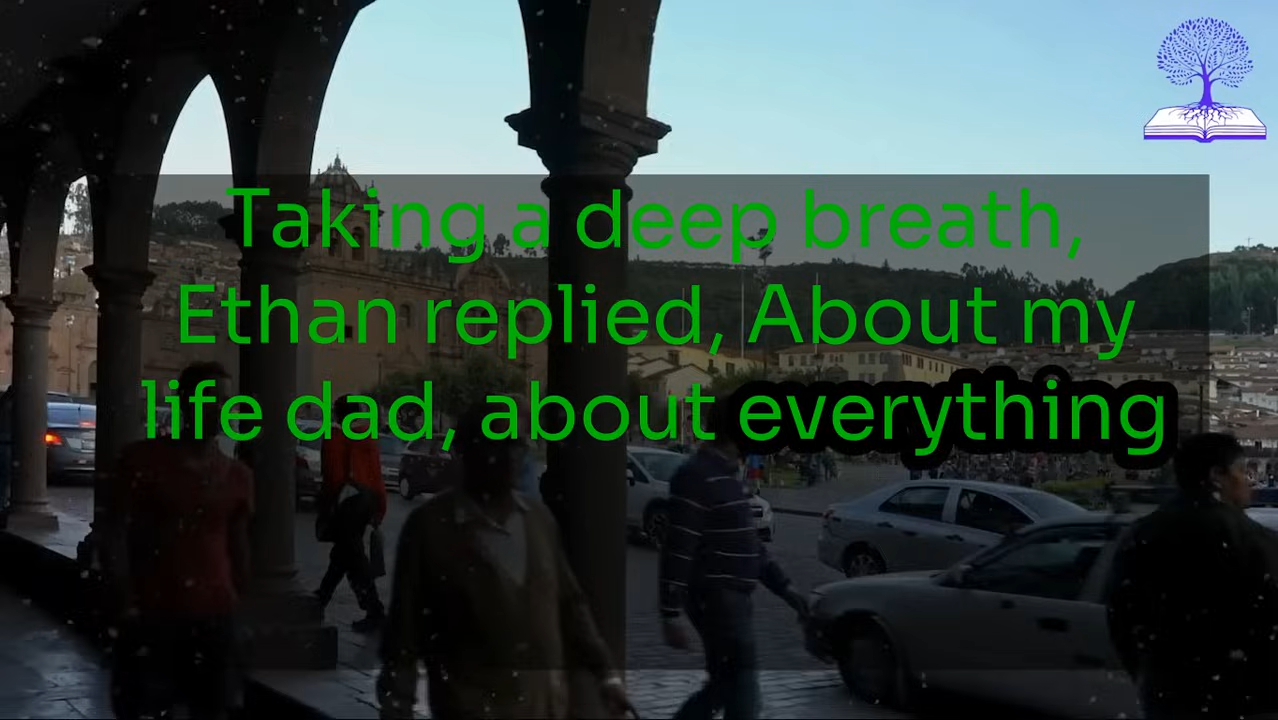 Taking a deep breath,
Ethan replied, About my
life dad, about everything